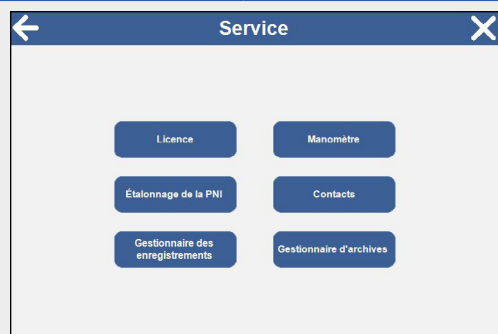 Service
Licence
Manomètre
Étalonnage de la PNI
Contacts
Gestionnaire des
enregistrements
Gestionnaire d'archives